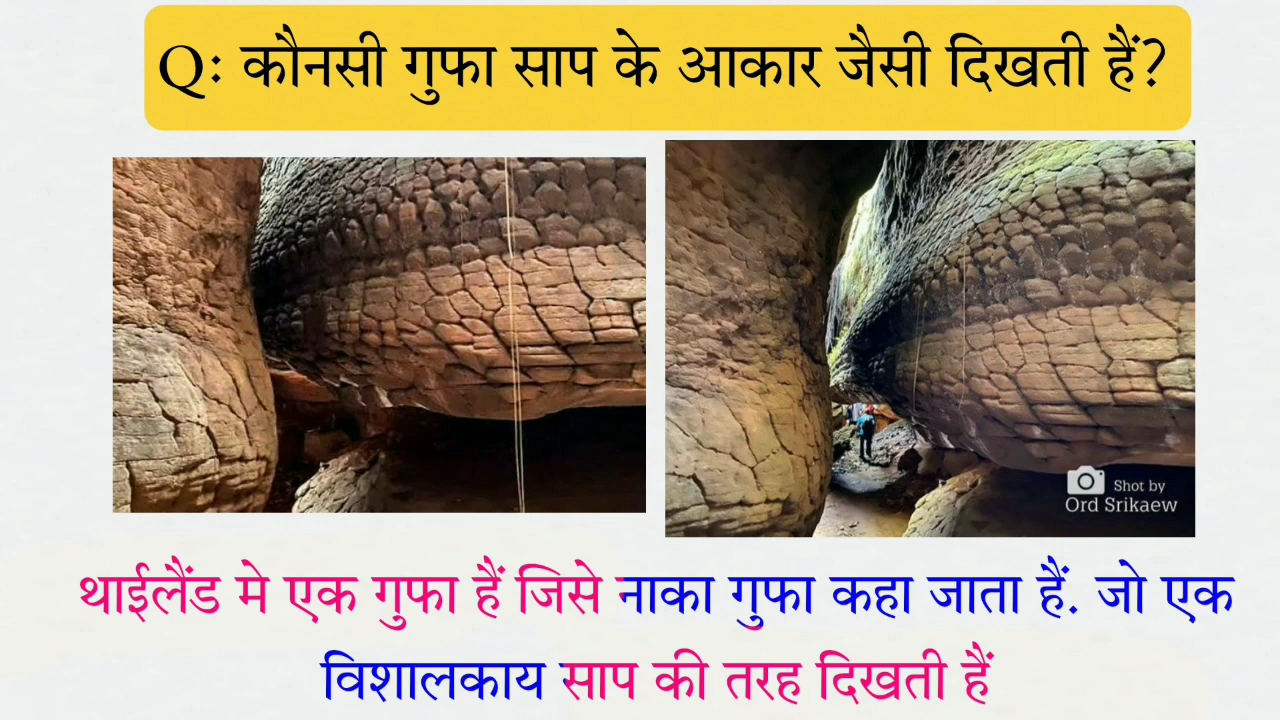 Q: कौनसी गुफा साप के आकार जैसी दिखती हैं?
Shot by
Ord Srikaew
थाईलैंड मे एक गुफा हैं जिसे नाका गुफा कहा जाता हैं. जो एक
विशालकाय साप की तरह दिखती हैं